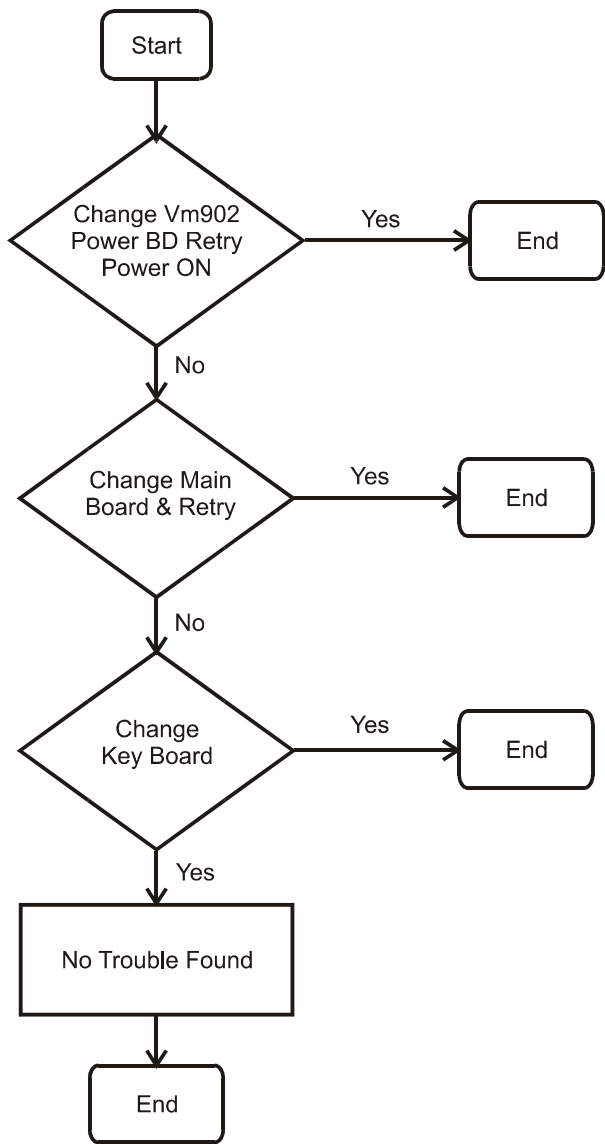 Start
Change Vm902
Power BD Retry
Power ON
Yes
End
No
Change Main
Board & Retry
Yes
End
No
Change
Key Board
Yes
End
Yes
No Trouble Found
End